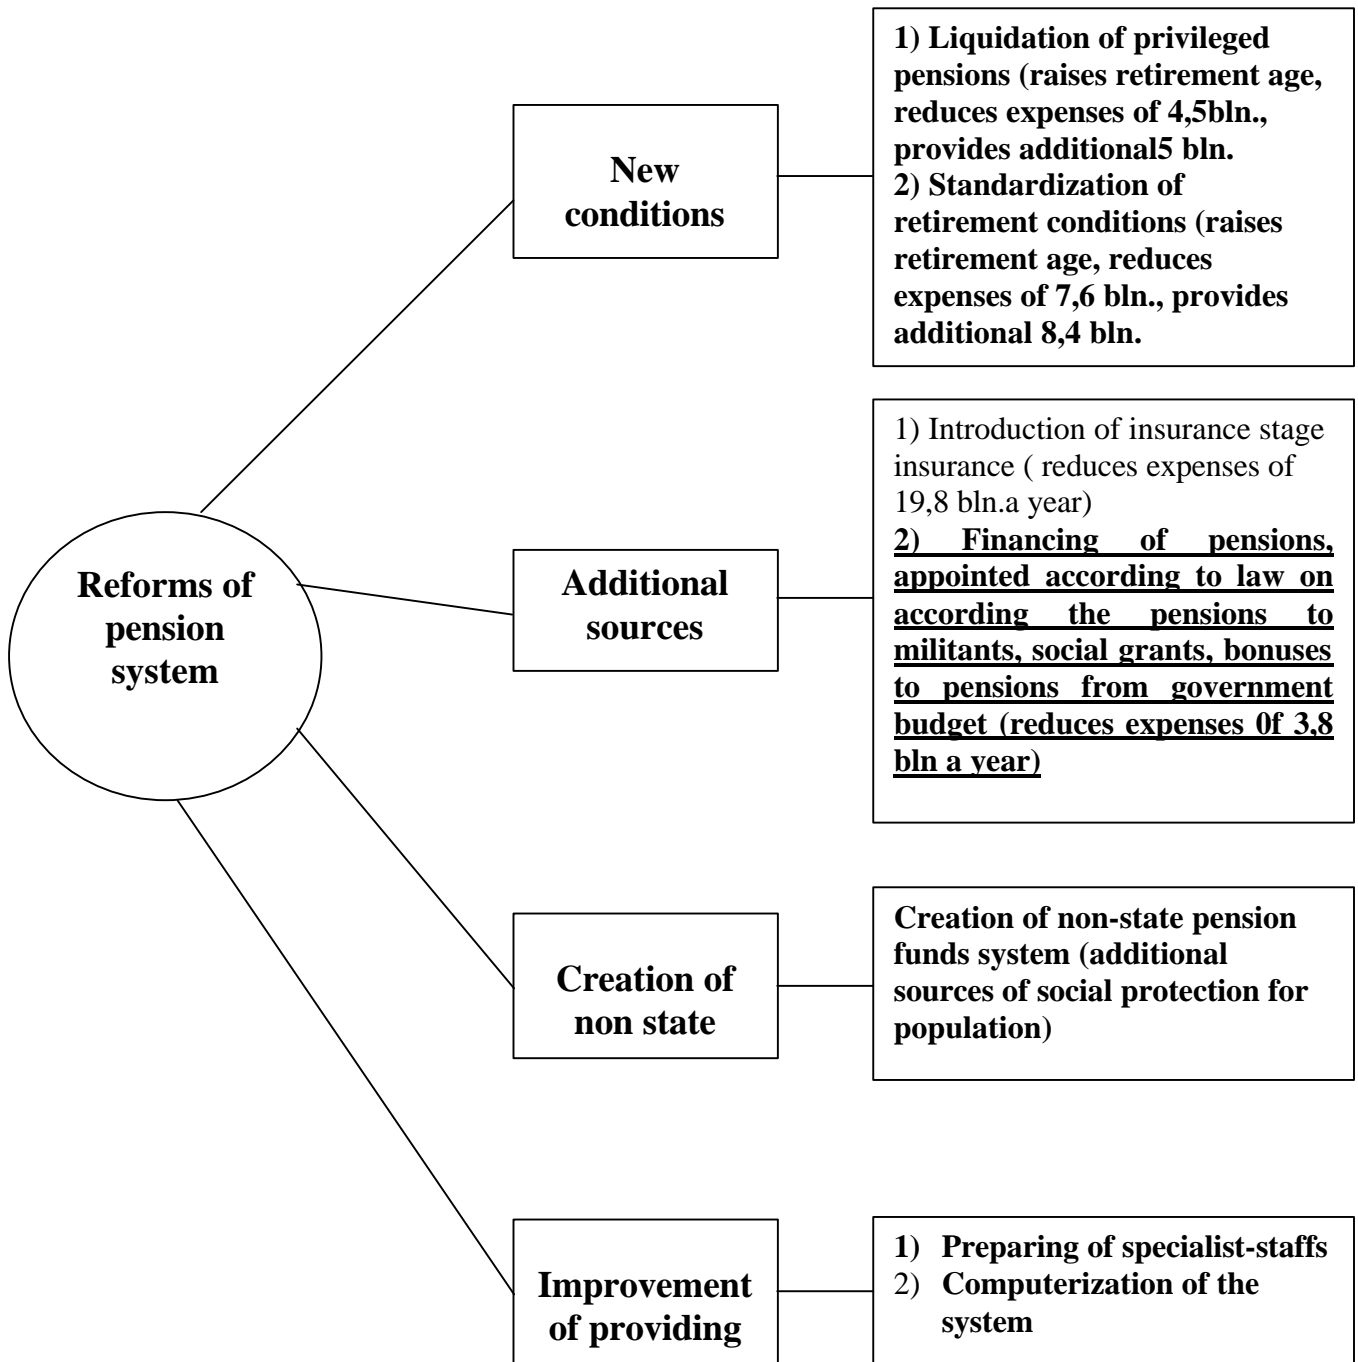 1) Liquidation of privileged
pensions (raises retirement age,
reduces expenses of 4,5bln.,
provides additional5 bln.
2) Standardization of
retirement conditions (raises
retirement age, reduces
expenses of 7,6 bln., provides
additional 8,4 bln.
New
conditions
1) Introduction of insurance stage
insurance ( reduces expenses of
19,8 bln.a year)
2) Financing of pensions,
appointed according to law on
according the pensions to
militants, social grants, bonuses
to pensions from government
budget (reduces expenses 0f 3,8
bln a year)
Additional
sources
Reforms of
pension
system
Creation of non-state pension
funds system (additional
sources of social protection for
population)
Creation of
non state
1) Preparing of specialist-staffs
2) Computerization of the
system
Improvement
of providing